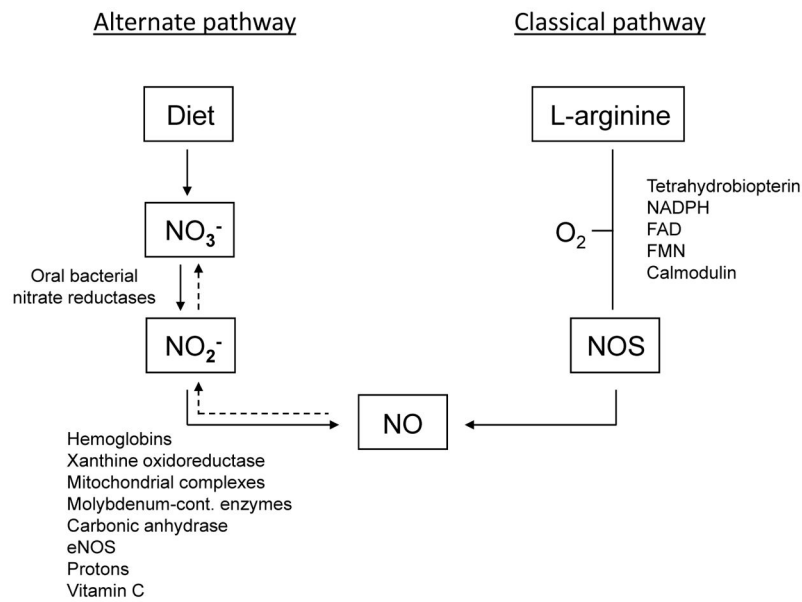 Alternate pathway
Classical pathway
Diet
L-arginine
NO₃⁻
Tetrahydrobiopterin
NADPH
FAD
FMN
Calmodulin
O₂
Oral bacterial
nitrate reductases
NO₂⁻
NOS
NO
Hemoglobins
Xanthine oxidoreductase
Mitochondrial complexes
Molybdenum-cont. enzymes
Carbonic anhydrase
eNOS
Protons
Vitamin C